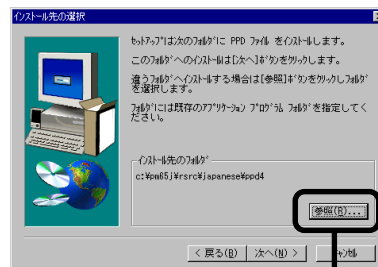 インストール先の選択
ｾｯﾄｱｯﾌﾟは次のﾌｫﾙﾀﾞに PPD ﾌｧｲﾙ をｲﾝｽﾄｰﾙします。
このﾌｫﾙﾀﾞへのｲﾝｽﾄｰﾙは[次へ]ﾎﾞﾀﾝをｸﾘｯｸします。
違うﾌｫﾙﾀﾞへｲﾝｽﾄｰﾙする場合は[参照]ﾎﾞﾀﾝをｸﾘｯｸしﾌｫﾙﾀﾞ
を選択します。
ﾌｫﾙﾀﾞには既存のｱﾌﾟﾘｹｰｼｮﾝ ﾌﾟﾛｸﾞﾗﾑ ﾌｫﾙﾀﾞを指定してく
ださい。
ｲﾝｽﾄｰﾙ先のﾌｫﾙﾀﾞ
c:¥pm65j¥rsrc¥japanese¥ppd4
参照(R)...
< 戻る(B) 次へ(N) >